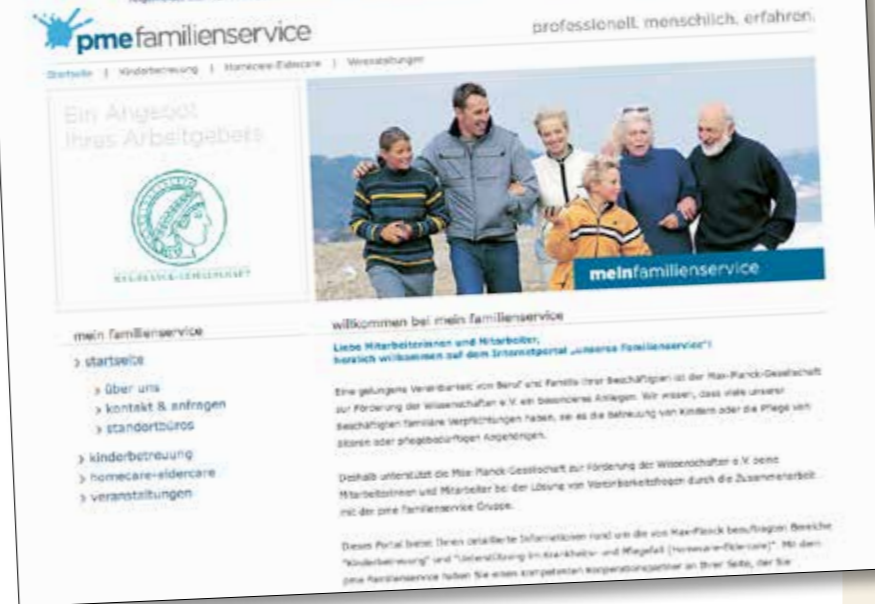 pme familienservice
professionell. menschlich. erfahren.
Startseite | Kinderbetreuung | Homecare-Eldercare | Veranstaltungen
Ein Angebot
Ihres Arbeitgebers
MAX-PLANCK-GESELLSCHAFT
meinfamilienservice
mein familienservice
> startseite
> über uns
> kontakt & anfragen
> standortbüros
> kinderbetreuung
> homecare-eldercare
> veranstaltungen
willkommen bei mein familienservice
Liebe Mitarbeiterinnen und Mitarbeiter,
herzlich willkommen auf dem Internetportal „unseres Familienservice"!
Eine gelungene Vereinbarkeit von Beruf und Familie ihrer Beschäftigten ist der Max-Planck-Gesellschaft
zur Förderung der Wissenschaften e.V. ein besonderes Anliegen. Wir wissen, dass viele unserer
Beschäftigten familiäre Verpflichtungen haben, sei es die Betreuung von Kindern oder die Pflege von
älteren oder pflegebedürftigen Angehörigen.
Deshalb unterstützt die Max-Planck-Gesellschaft zur Förderung der Wissenschaften e.V. seine
Mitarbeiterinnen und Mitarbeiter bei der Lösung von Vereinbarkeitsfragen durch die Zusammenarbeit
mit der pme Familienservice Gruppe.
Dieses Portal bietet Ihnen detaillierte Informationen rund um die von Max-Planck beauftragten Bereiche
"Kinderbetreuung" und "Unterstützung im Krankheits- und Pflegefall (Homecare-Eldercare)". Mit dem
pme Familienservice haben Sie einen kompetenten Kooperationspartner an Ihrer Seite, der Sie